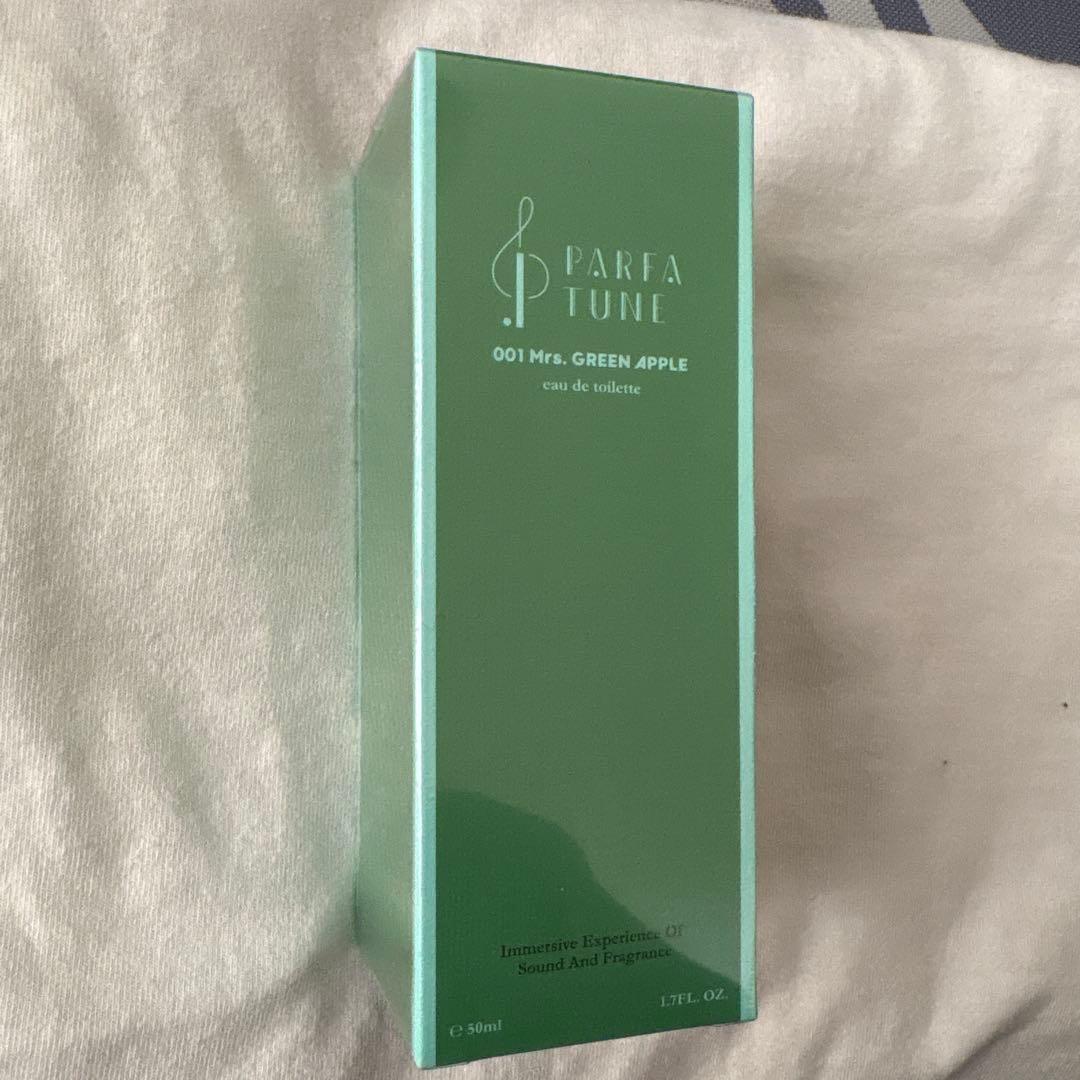 PARFA
TUNE
001 Mrs. GREEN APPLE
eau de toilette
Immersive Experience Of
Sound And Fragrance
1.7FL. OZ.
℮ 50ml